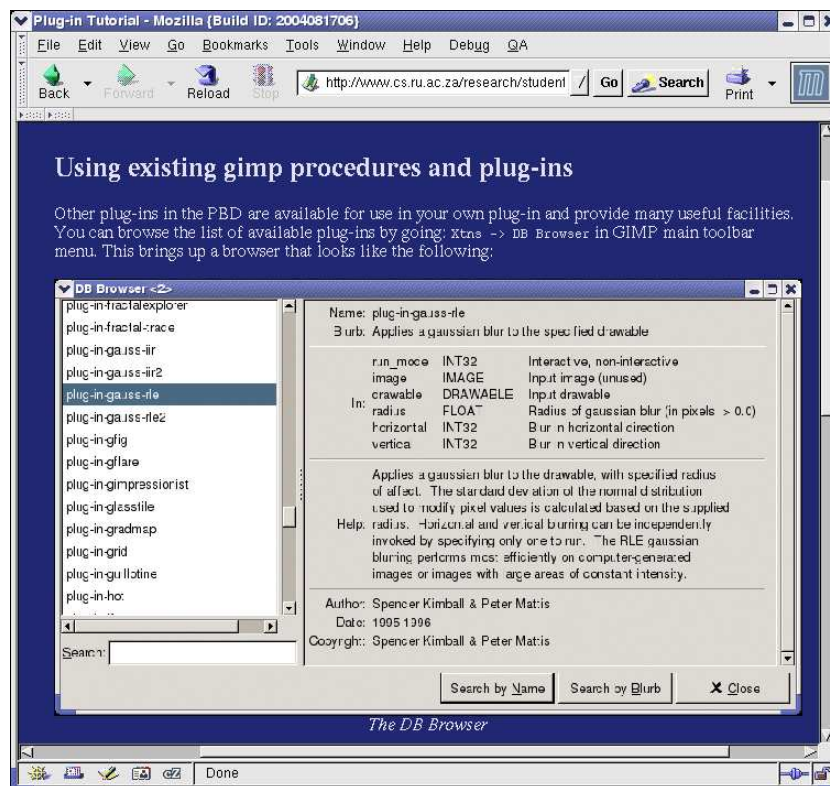 Plug-in Tutorial - Mozilla {Build ID: 2004081706}
File Edit View Go Bookmarks Tools Window Help Debug QA
Back Forward Reload Stop http://www.cs.ru.ac.za/research/student Go Search Print
Using existing gimp procedures and plug-ins
Other plug-ins in the PBD are available for use in your own plug-in and provide many useful facilities.
You can browse the list of available plug-ins by going: Xtns -> DB Browser in GIMP main toolbar
menu. This brings up a browser that looks like the following:
DB Browser <2>
plug-in-fractalexplorer
plug-in-fractal-trace
plug-in-gauss-iir
plug-in-gauss-iir2
plug-in-gauss-rle
plug-in-gauss-rle2
plug-in-gfig
plug-in-gflare
plug-in-gimpressionist
plug-in-glasstile
plug-in-gradmap
plug-in-grid
plug-in-guillotine
plug-in-hot
Search:
Name: plug-in-gauss-rle
Blurb: Applies a gaussian blur to the specified drawable
In:
run_mode INT32 Interactive, non-interactive
image IMAGE Input image (unused)
drawable DRAWABLE Input drawable
radius FLOAT Radius of gaussian blur (in pixels > 0.0)
horizontal INT32 Blur in horizontal direction
vertical INT32 Blur in vertical direction
Help:
Applies a gaussian blur to the drawable, with specified radius
of affect. The standard deviation of the normal distribution
used to modify pixel values is calculated based on the supplied
radius. Horizontal and vertical blurring can be independently
invoked by specifying only one to run. The RLE gaussian
blurring performs most efficiently on computer-generated
images or images with large areas of constant intensity.
Author: Spencer Kimball & Peter Mattis
Date: 1995-1996
Copyright: Spencer Kimball & Peter Mattis
Search by Name Search by Blurb Close
The DB Browser
Done